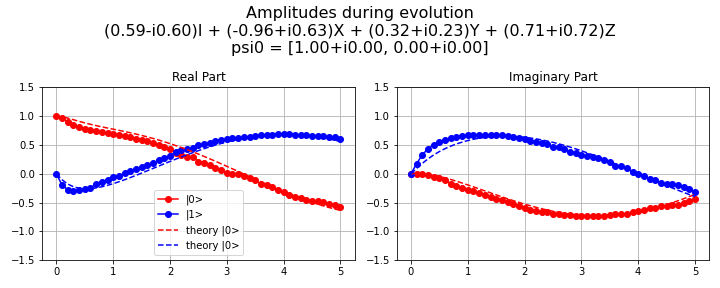 Amplitudes during evolution
(0.59-i0.60)I + (-0.96+i0.63)X + (0.32+i0.23)Y + (0.71+i0.72)Z
psi0 = [1.00+i0.00, 0.00+i0.00]
Real Part
1.5
1.0
0.5
0.0
−0.5
−1.0
−1.5
0 1 2 3 4 5
|0>
|1>
theory |0>
theory |0>
Imaginary Part
1.5
1.0
0.5
0.0
−0.5
−1.0
−1.5
0 1 2 3 4 5